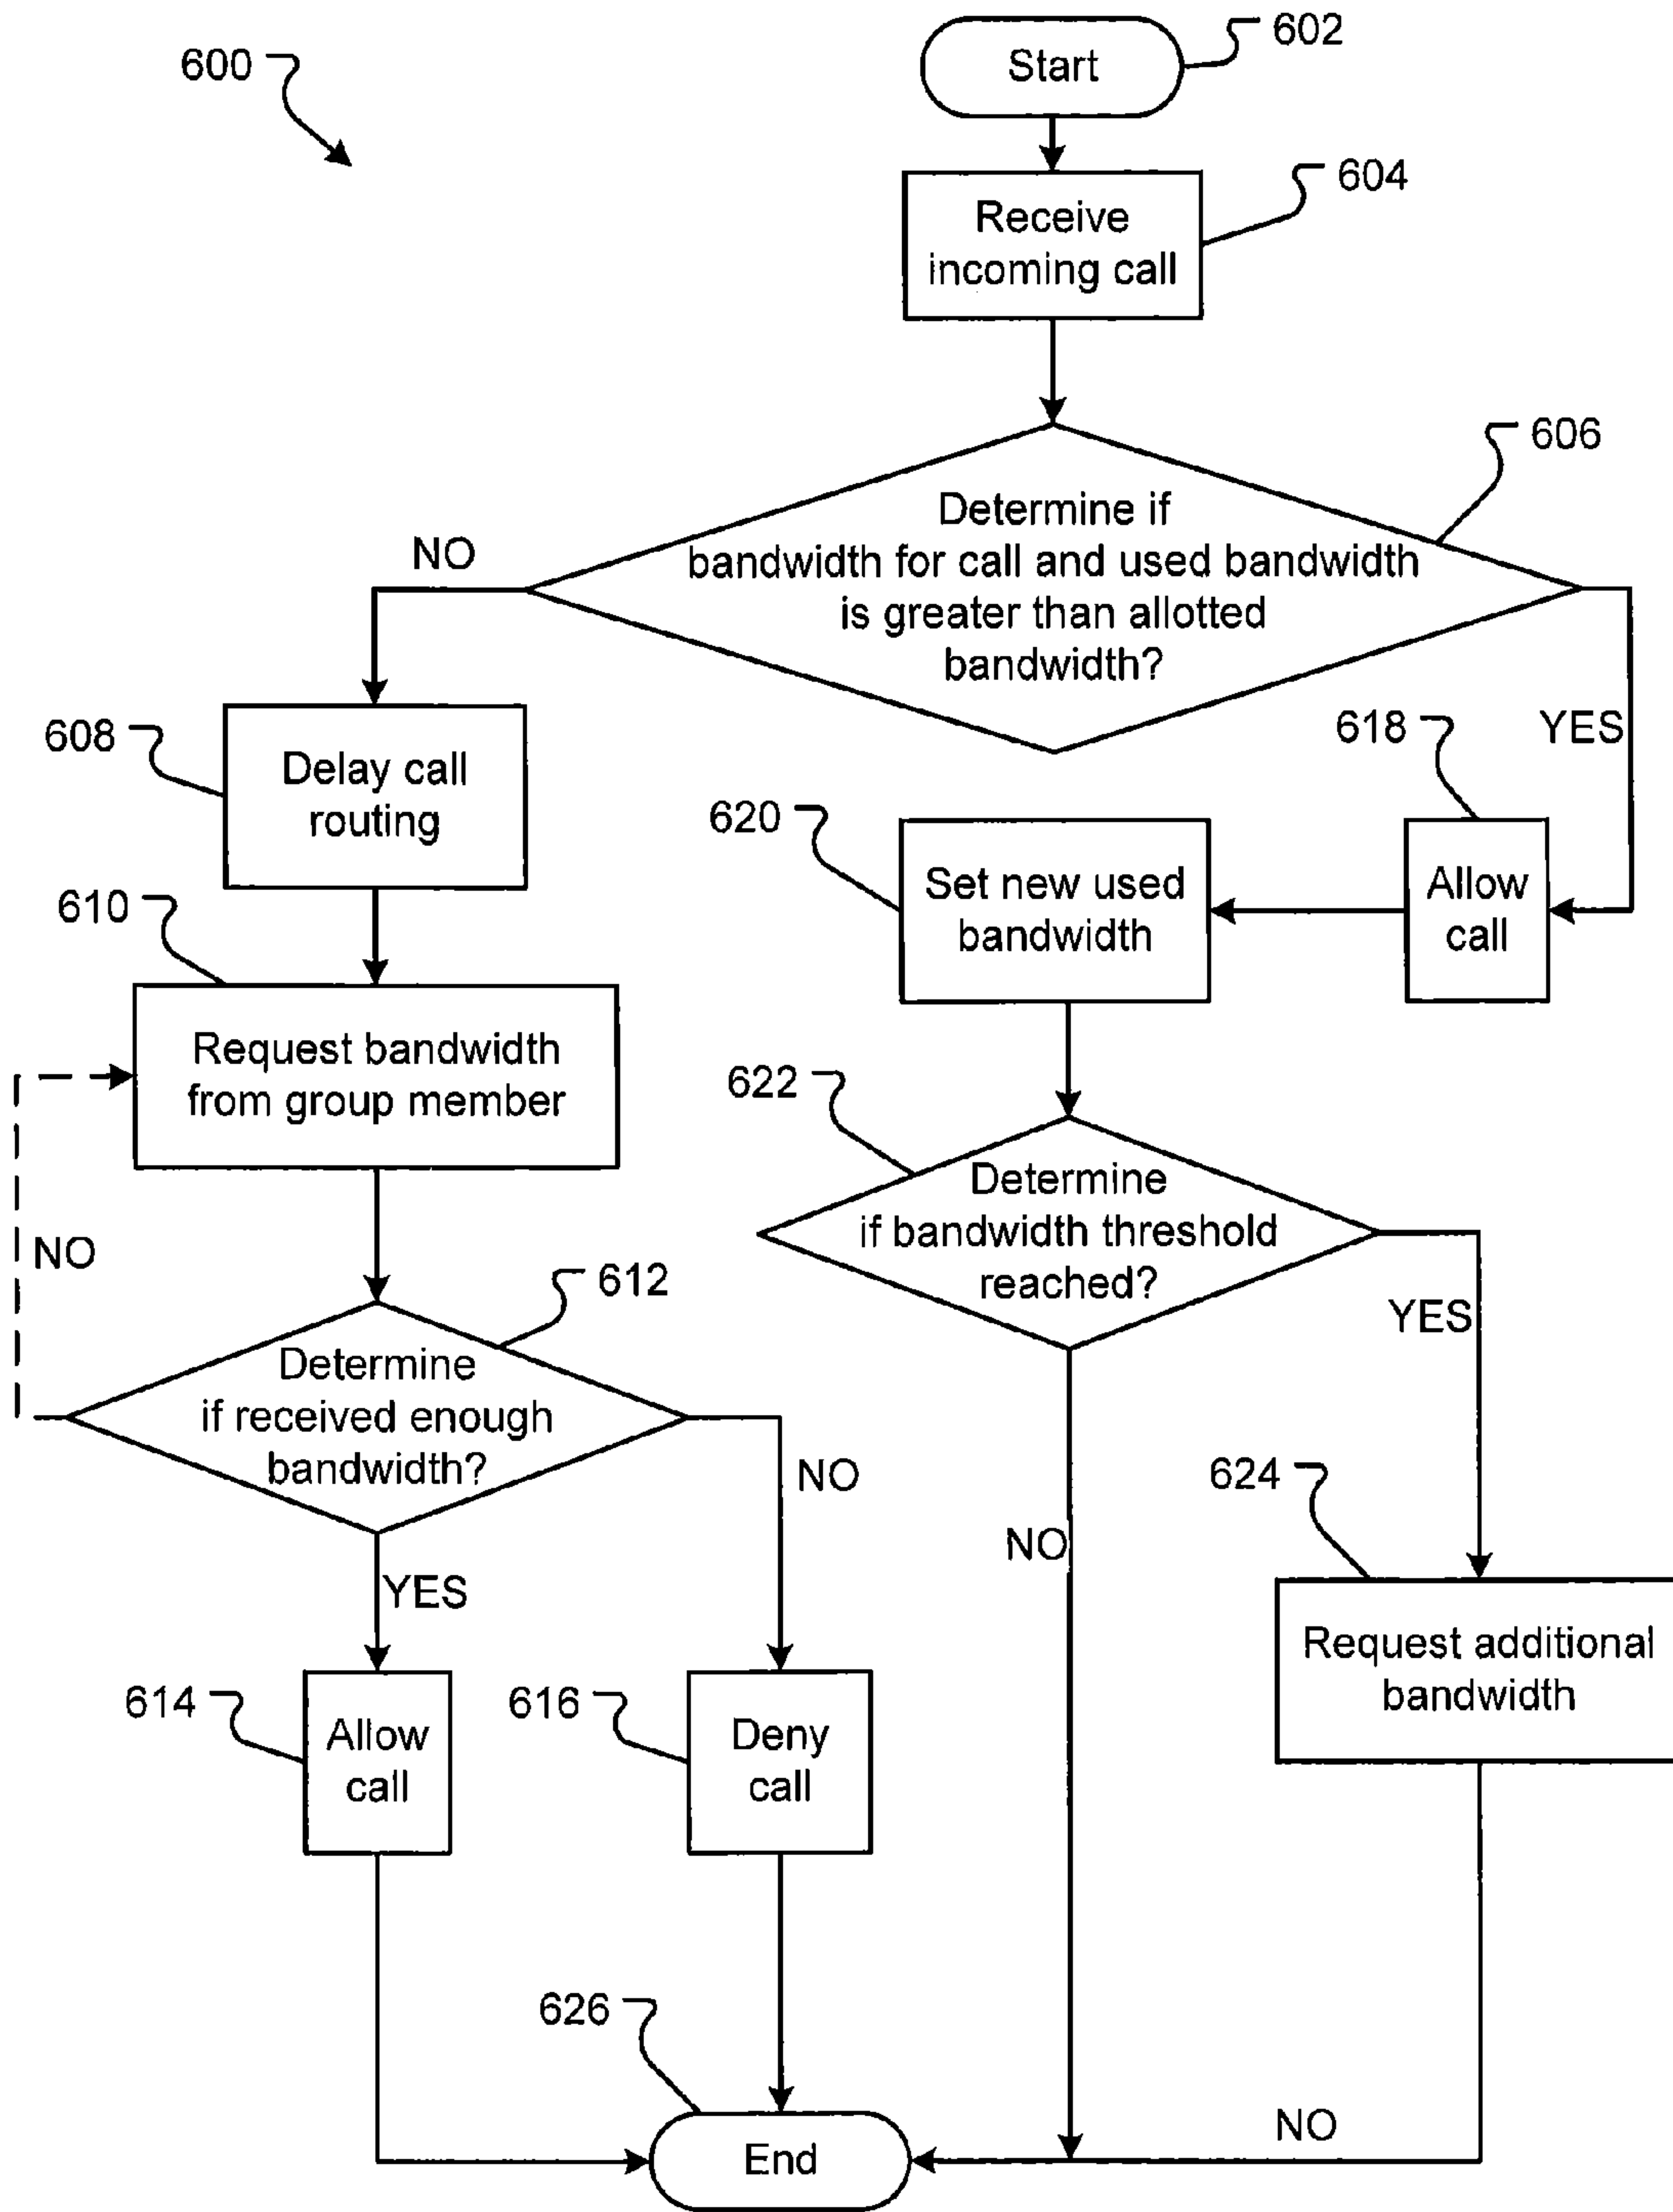 600
Start
602
Receive
incoming call
604
Determine if
bandwidth for call and used bandwidth
is greater than allotted
bandwidth?
606
NO
YES
608
Delay call
routing
618
Allow
call
620
Set new used
bandwidth
610
Request bandwidth
from group member
622
Determine
if bandwidth threshold
reached?
NO
YES
612
Determine
if received enough
bandwidth?
NO
YES
NO
624
Request additional
bandwidth
614
Allow
call
616
Deny
call
626
End
NO